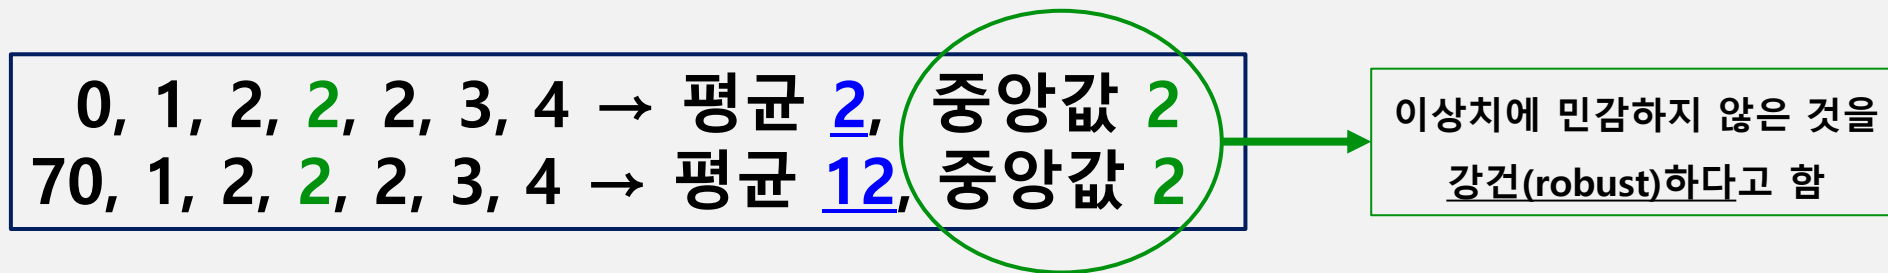 0, 1, 2, 2, 2, 3, 4 → 평균 2, 중앙값 2
70, 1, 2, 2, 2, 3, 4 → 평균 12, 중앙값 2
이상치에 민감하지 않은 것을
강건(robust)하다고 함